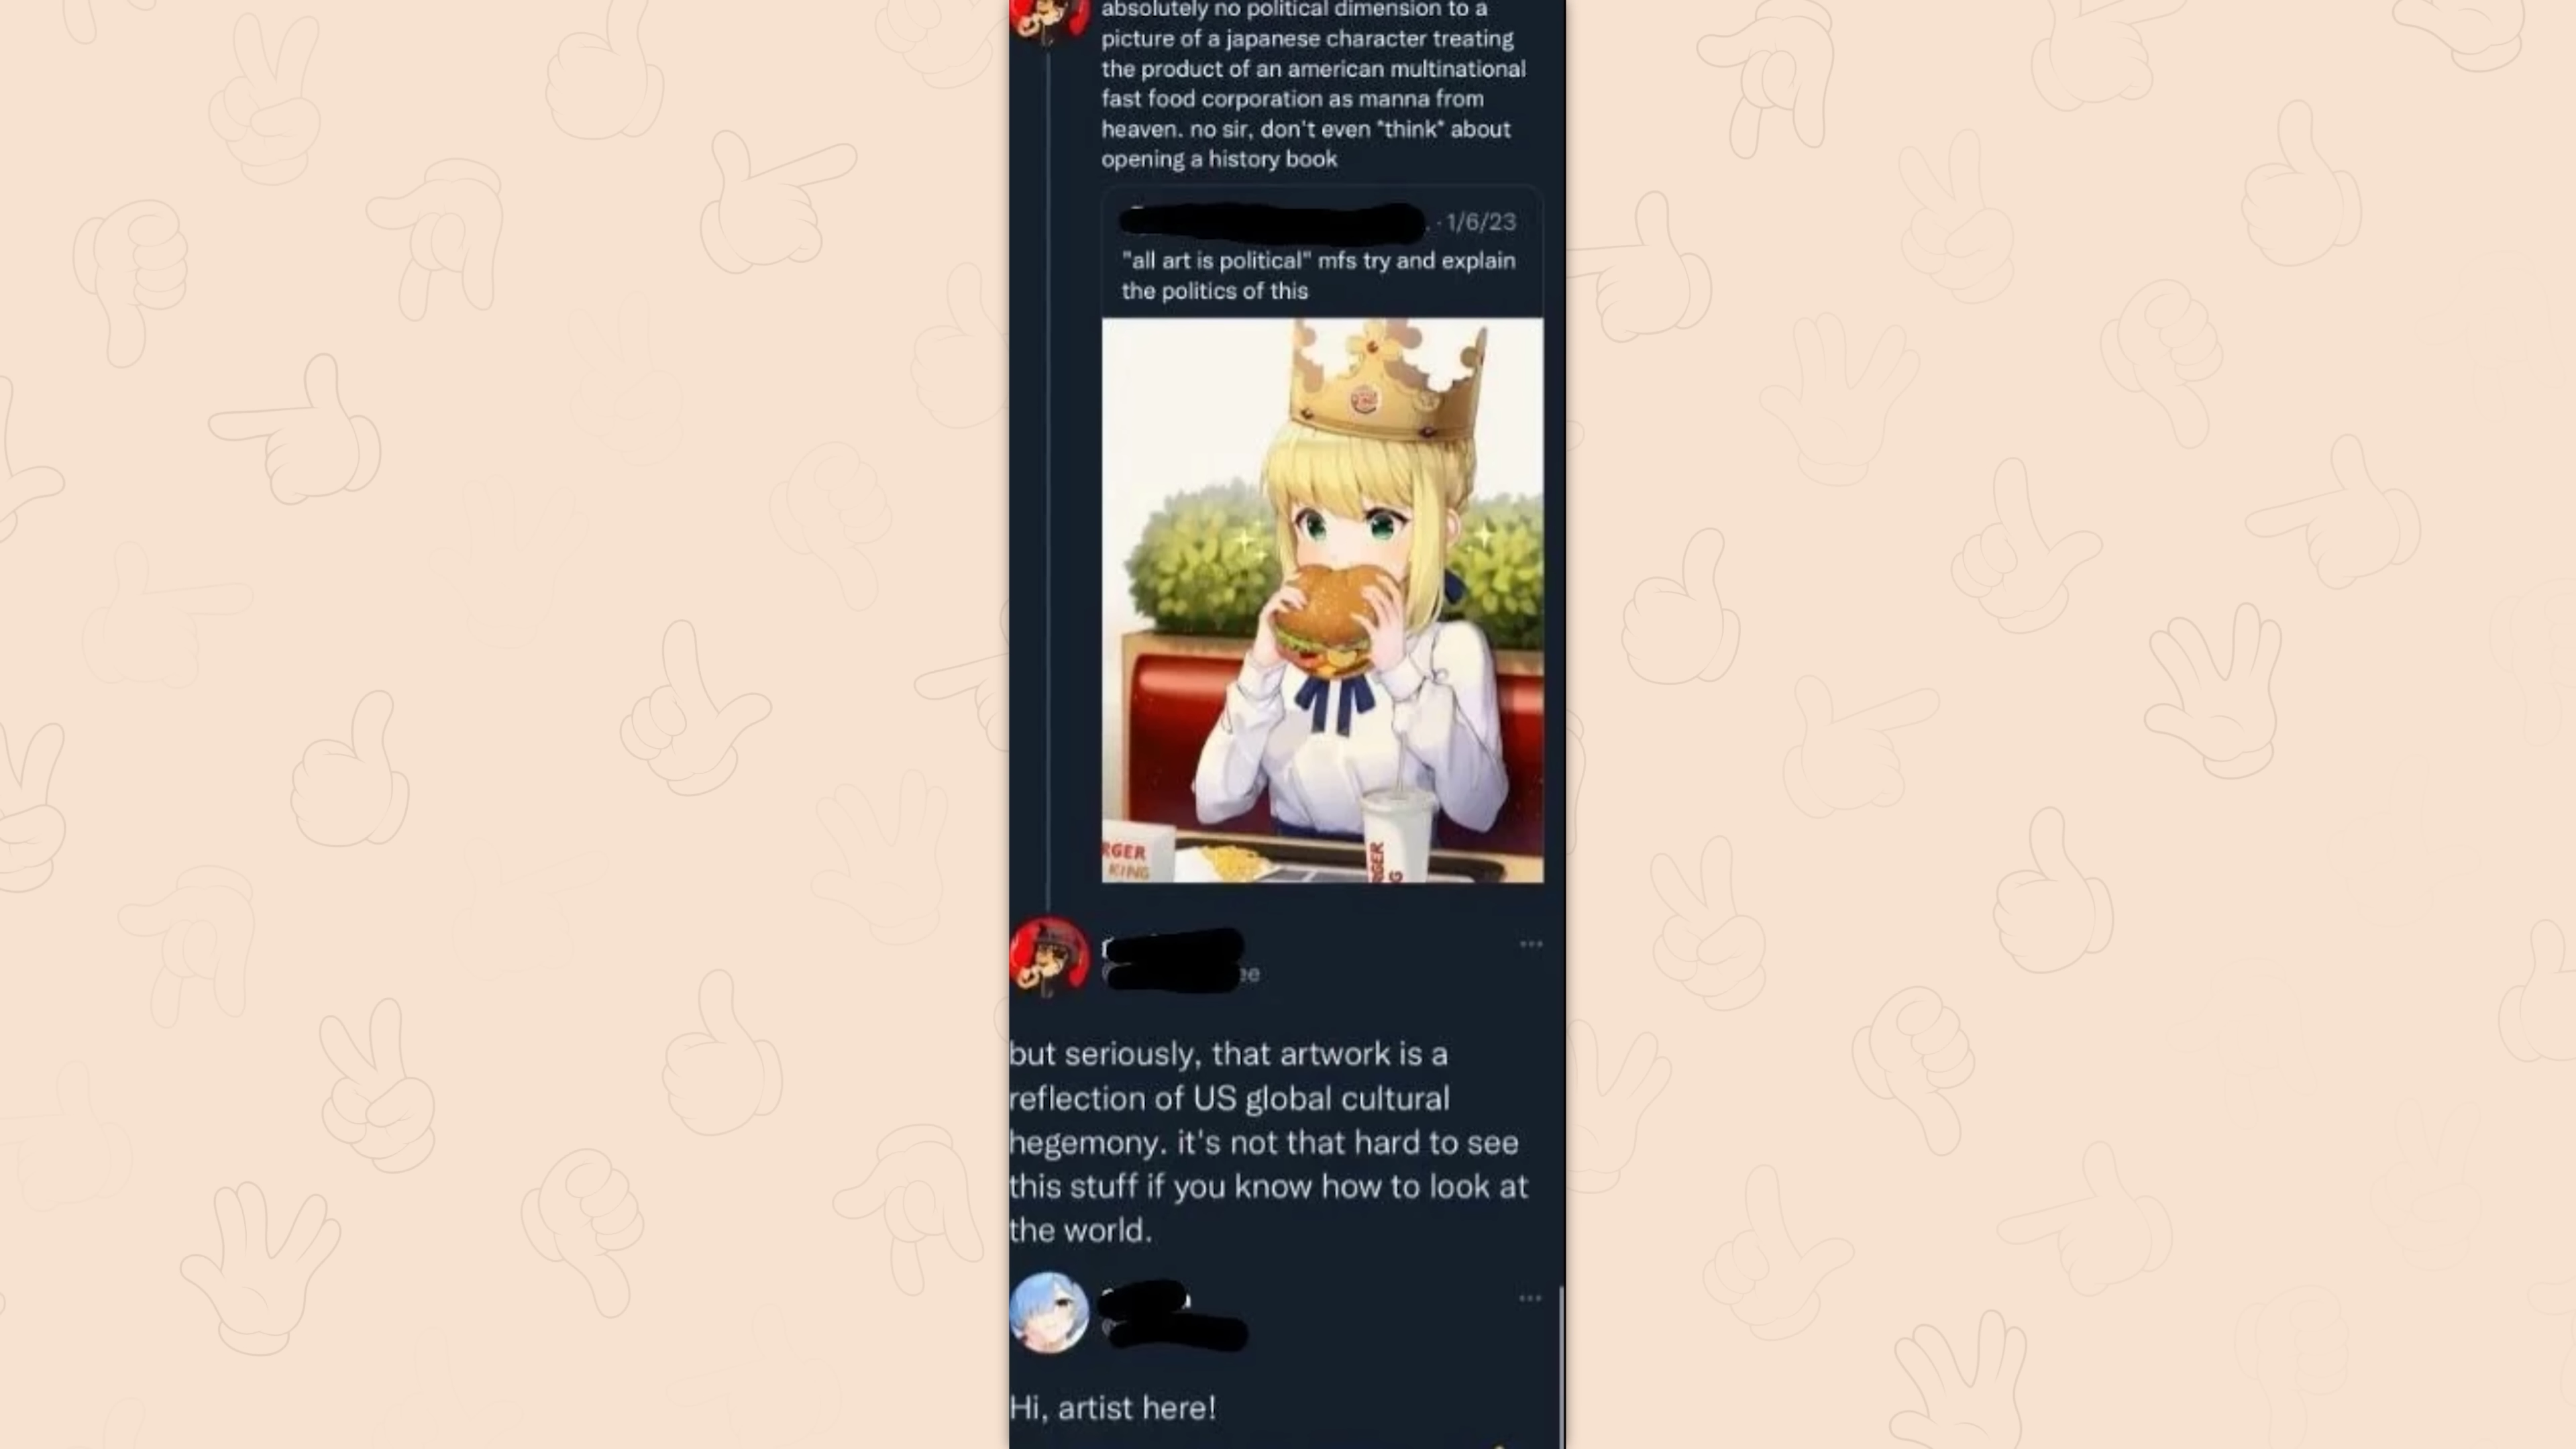 absolutely no political dimension to a
picture of a japanese character treating
the product of an american multinational
fast food corporation as manna from
heaven. no sir, don't even *think* about
opening a history book
· 1/6/23
"all art is political" mfs try and explain
the politics of this
RGER
KING
RGER
G
ee
but seriously, that artwork is a
reflection of US global cultural
hegemony. it's not that hard to see
this stuff if you know how to look at
the world.
Hi, artist here!